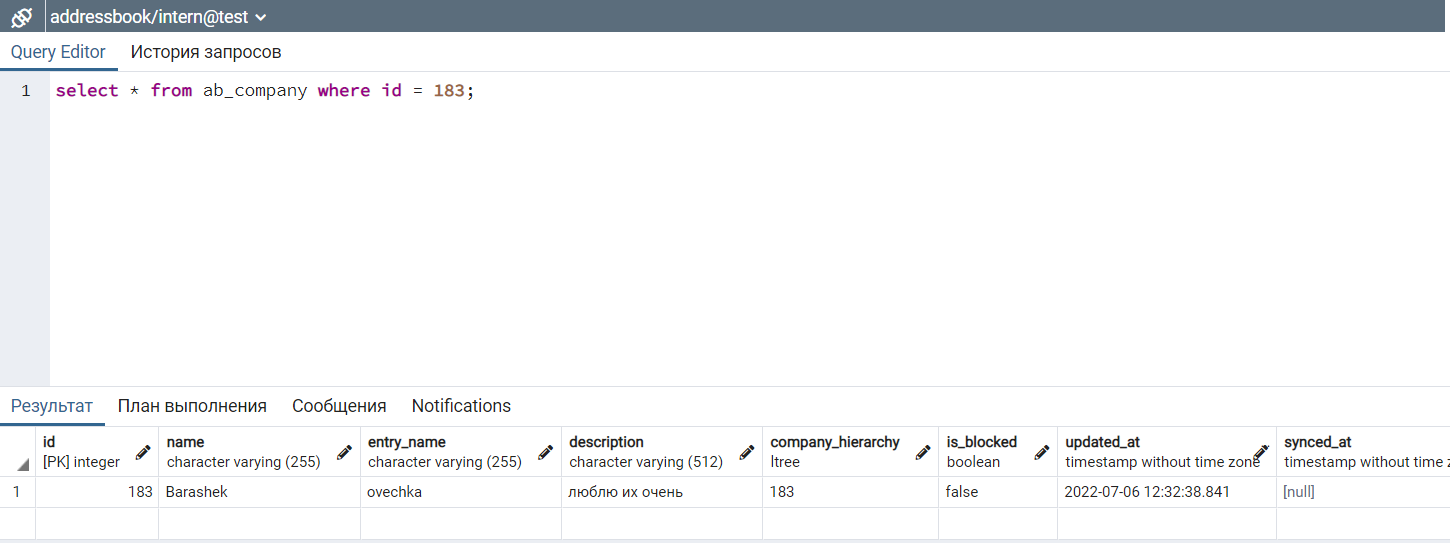 addressbook/intern@test
Query Editor История запросов
1 select * from ab_company where id = 183;
Результат План выполнения Сообщения Notifications
id name entry_name description company_hierarchy is_blocked updated_at synced_at
[PK] integer character varying (255) character varying (255) character varying (512) ltree boolean timestamp without time zone timestamp without time z
1 183 Barashek ovechka люблю их очень 183 false 2022-07-06 12:32:38.841 [null]